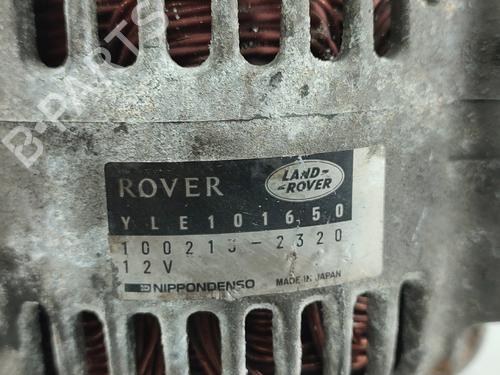 B-PARTS
ROVER
LAND-
-ROVER
YLE101650
100213-2320
12V
NIPPONDENSO
MADE IN JAPAN